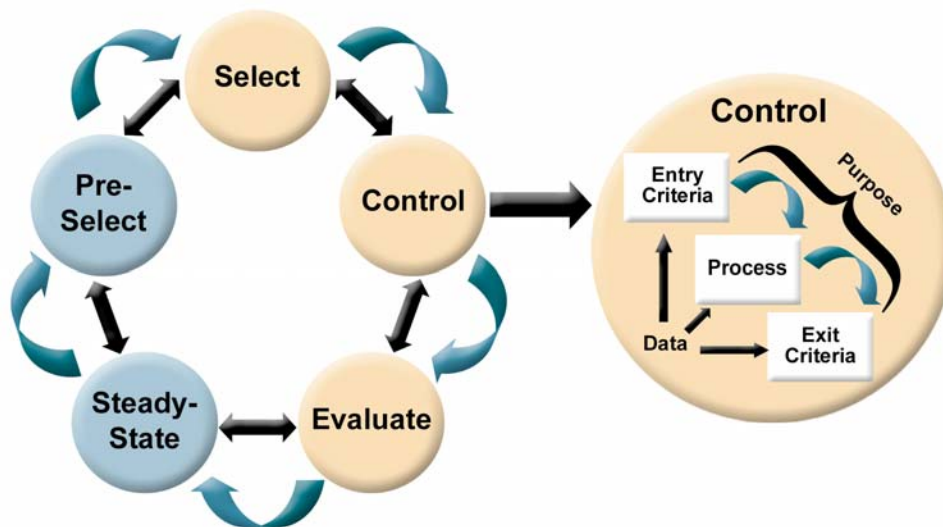 Select
Pre-
Select
Control
Steady-
State
Evaluate
Control
Entry
Criteria
Purpose
Process
Data
Exit
Criteria